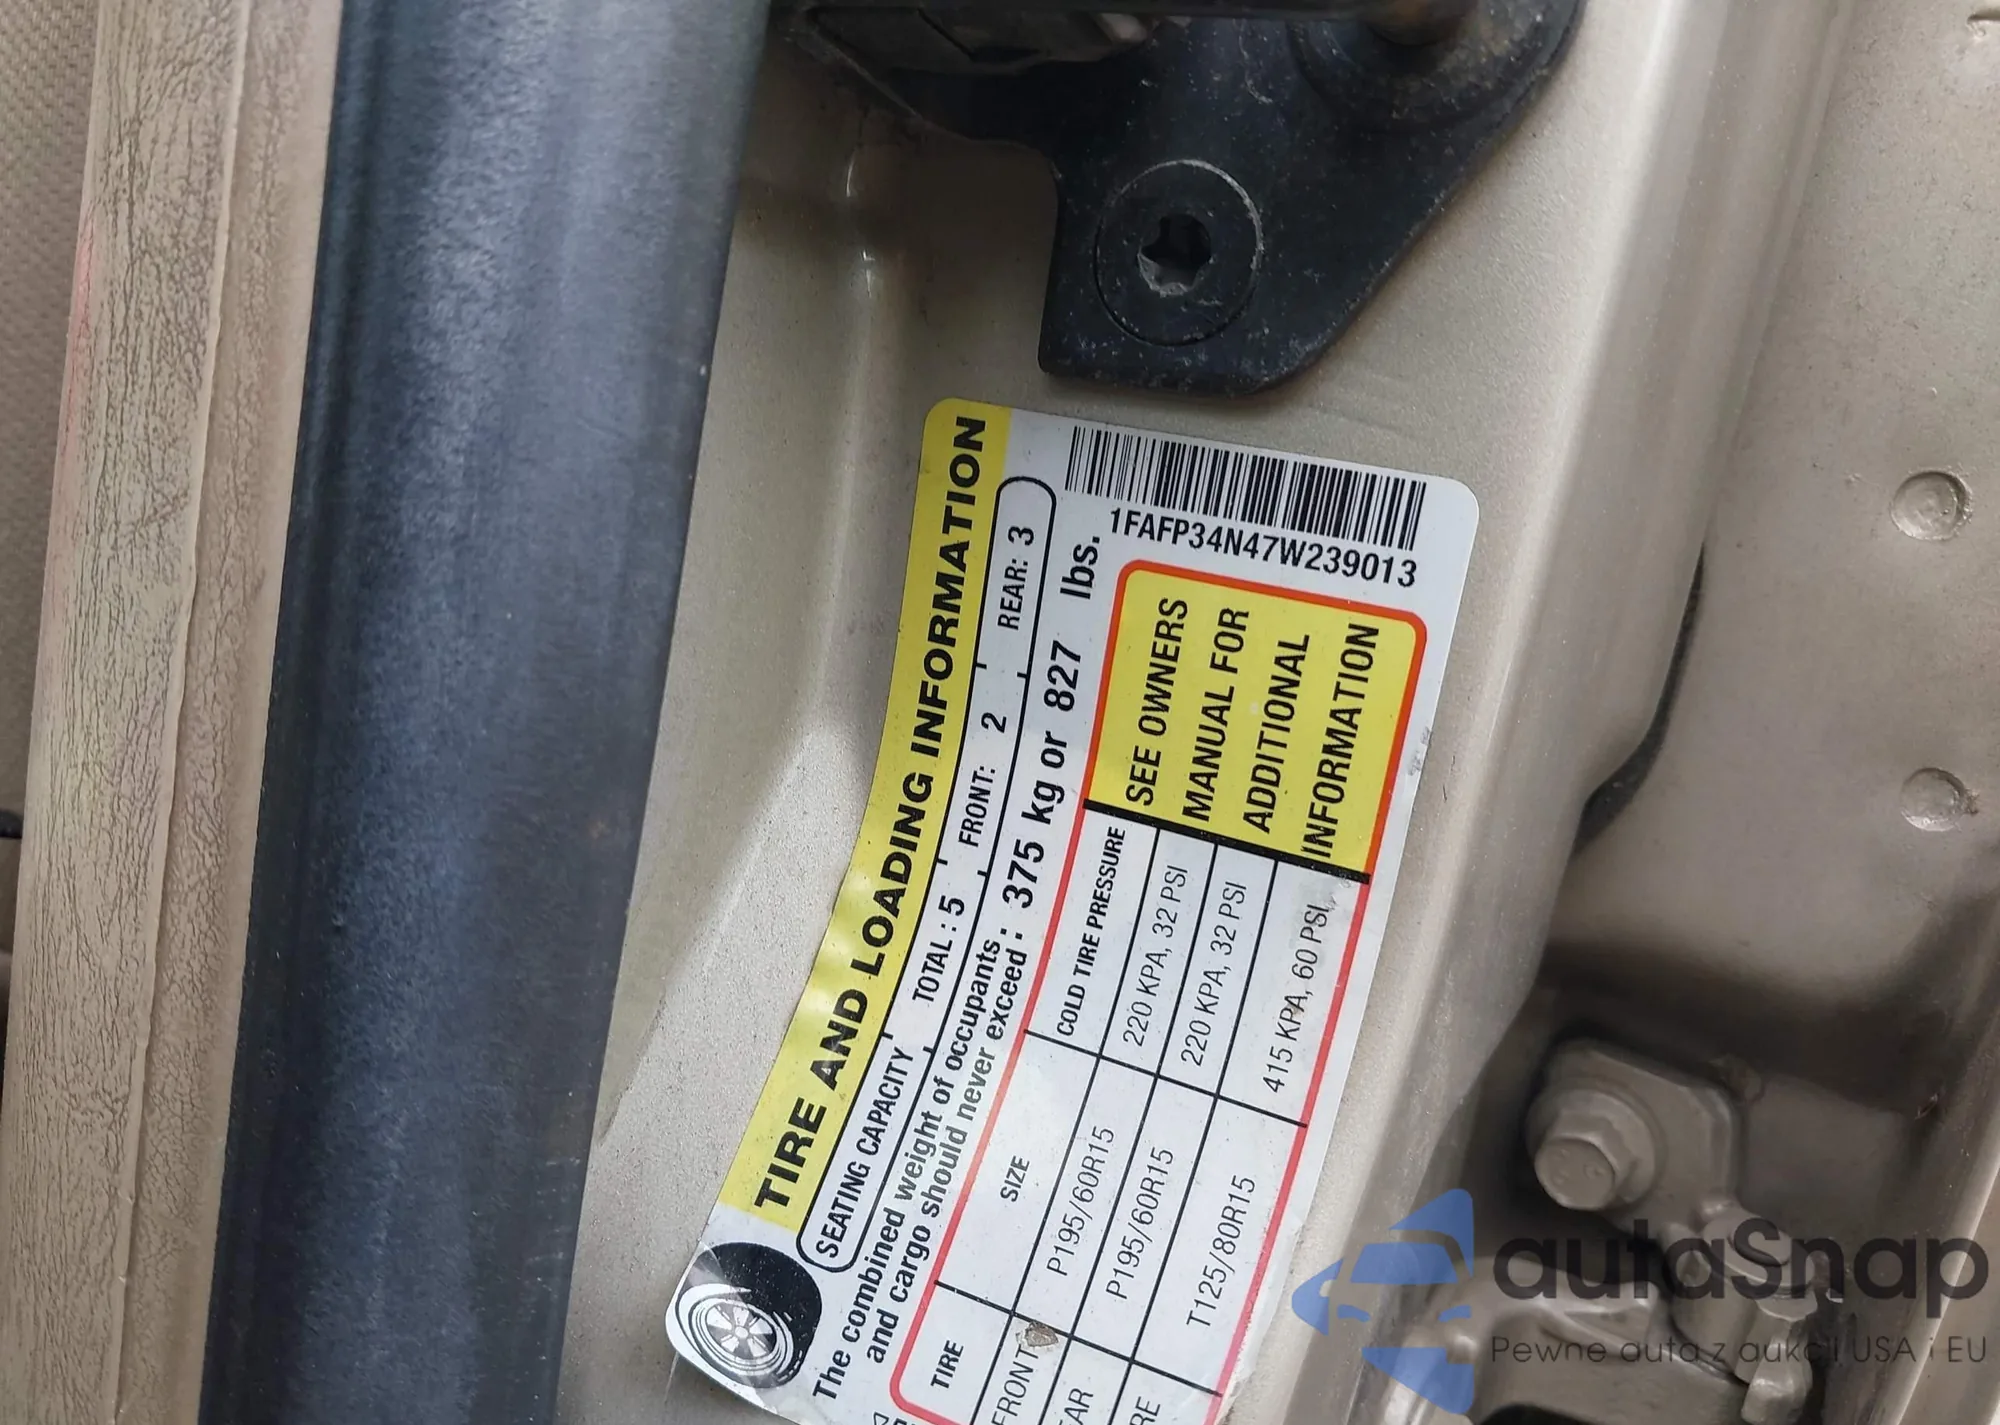 TIRE AND LOADING INFORMATION
SEATING CAPACITY TOTAL : 5 FRONT: 2 REAR: 3
The combined weight of occupants
and cargo should never exceed : 375 kg or 827 lbs.
1FAFP34N47W239013
TIRE SIZE COLD TIRE PRESSURE
FRONT P195/60R15 220 KPA, 32 PSI
P195/60R15 220 KPA, 32 PSI
T125/80R15 415 KPA, 60 PSI
SEE OWNERS
MANUAL FOR
ADDITIONAL
INFORMATION
autaSnap
Pewne auta z aukcji USA i EU